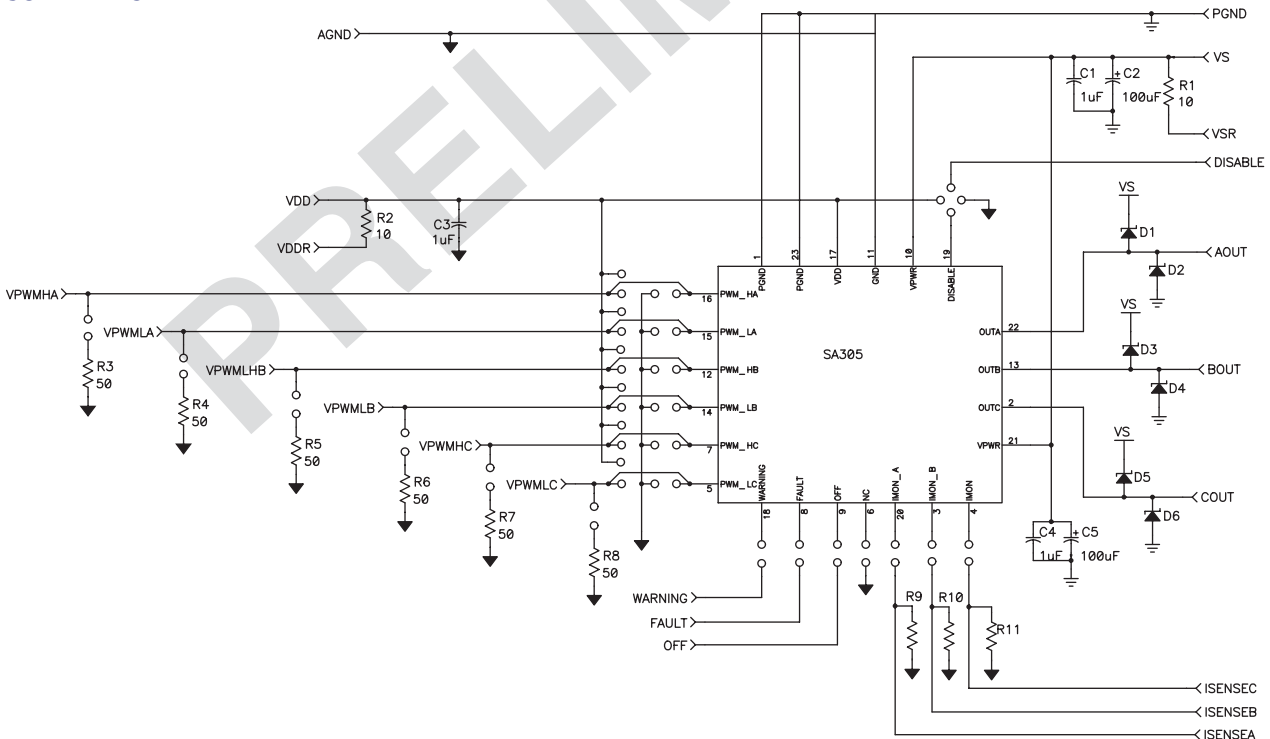 PRELIM
PGND
AGND
VS
C1
1uF
C2
100uF
R1
10
VSR
DISABLE
VDD
R2
10
VDDR
C3
1uF
VS
D1
AOUT
D2
1
PGND
23
PGND
17
VDD
11
GND
10
VPWR
19
DISABLE
VPWMHA
16
PWM_HA
VPWMLA
15
PWM_LA
OUTA
22
VS
D3
R3
50
SA305
VPWMLHB
12
PWM_HB
OUTB
13
BOUT
D4
R4
50
VPWMLB
14
PWM_LB
OUTC
2
R5
50
VPWMHC
7
PWM_HC
VPWR
21
VS
D5
R6
50
VPWMLC
5
PWM_LC
COUT
D6
WARNING
18
FAULT
8
OFF
9
NC
6
IMON_A
20
IMON_B
3
IMON
4
R7
50
C4
1uF
C5
100uF
R8
50
WARNING
FAULT
OFF
R9
R10
R11
ISENSEC
ISENSEB
ISENSEA